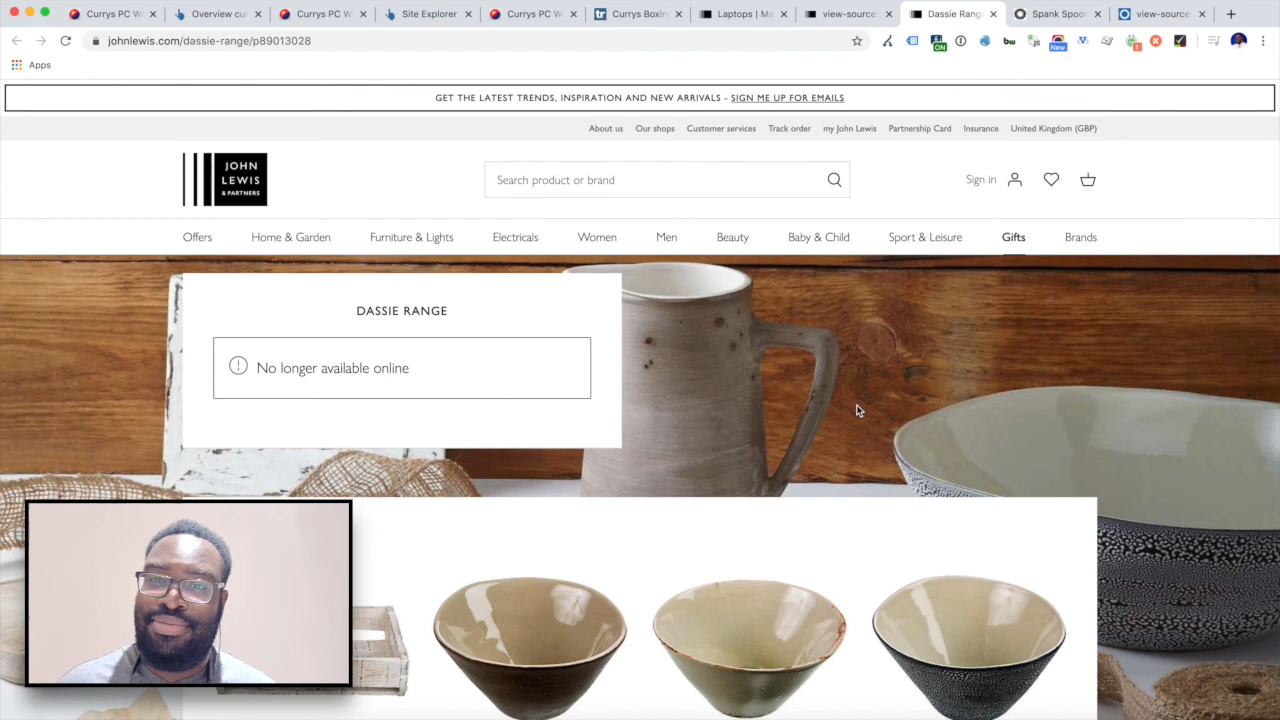 Currys PC W
Overview cu
Currys PC W
Site Explorer
Currys PC W
Currys Boxin
Laptops | Ma
view-source
Dassie Rang
Spank Spoo
view-source
johnlewis.com/dassie-range/p89013028
ON
bw
New
1
Apps
GET THE LATEST TRENDS, INSPIRATION AND NEW ARRIVALS - SIGN ME UP FOR EMAILS
About us Our shops Customer services Track order my John Lewis Partnership Card Insurance United Kingdom (GBP)
JOHN
LEWIS
& PARTNERS
Search product or brand
Sign in
Offers Home & Garden Furniture & Lights Electricals Women Men Beauty Baby & Child Sport & Leisure Gifts Brands
DASSIE RANGE
No longer available online